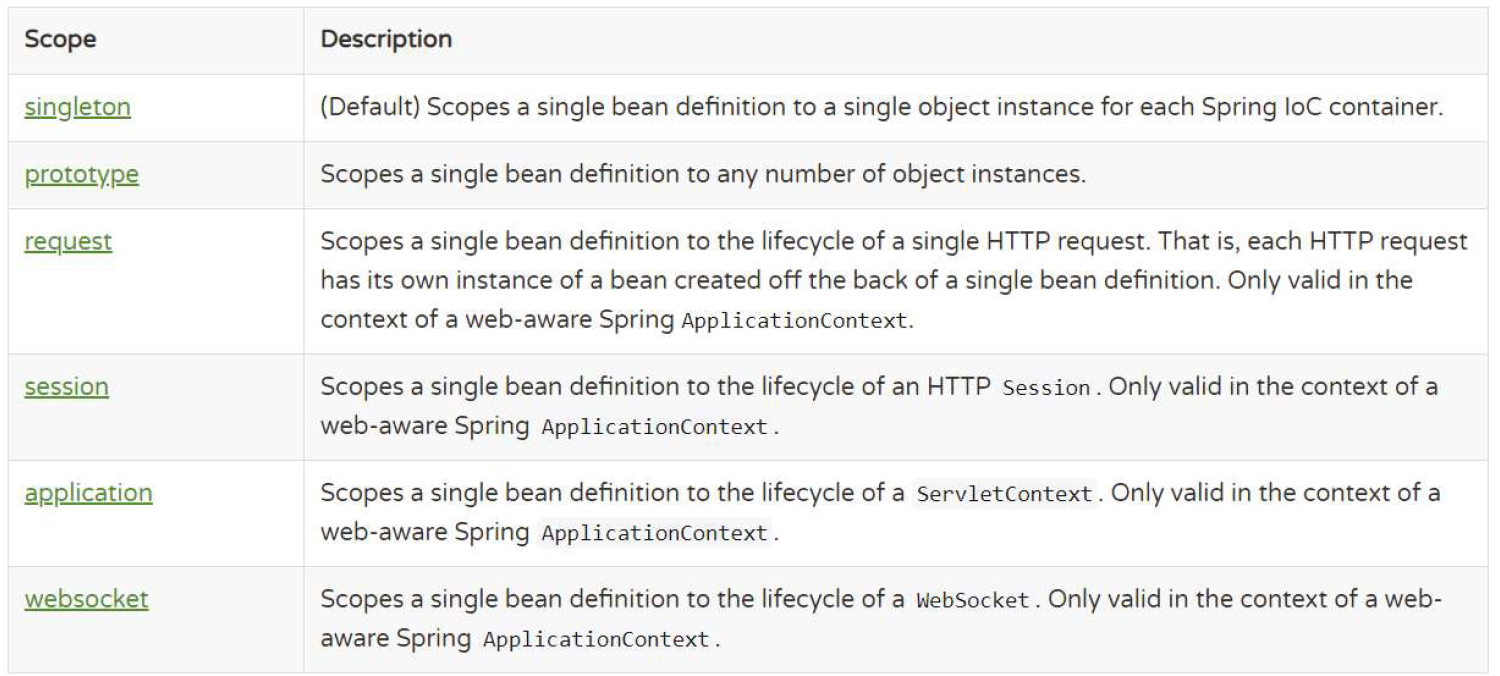 Scope Description
singleton (Default) Scopes a single bean definition to a single object instance for each Spring IoC container.
prototype Scopes a single bean definition to any number of object instances.
request Scopes a single bean definition to the lifecycle of a single HTTP request. That is, each HTTP request
has its own instance of a bean created off the back of a single bean definition. Only valid in the
context of a web-aware Spring ApplicationContext.
session Scopes a single bean definition to the lifecycle of an HTTP Session. Only valid in the context of a
web-aware Spring ApplicationContext.
application Scopes a single bean definition to the lifecycle of a ServletContext. Only valid in the context of a
web-aware Spring ApplicationContext.
websocket Scopes a single bean definition to the lifecycle of a WebSocket. Only valid in the context of a web-
aware Spring ApplicationContext.